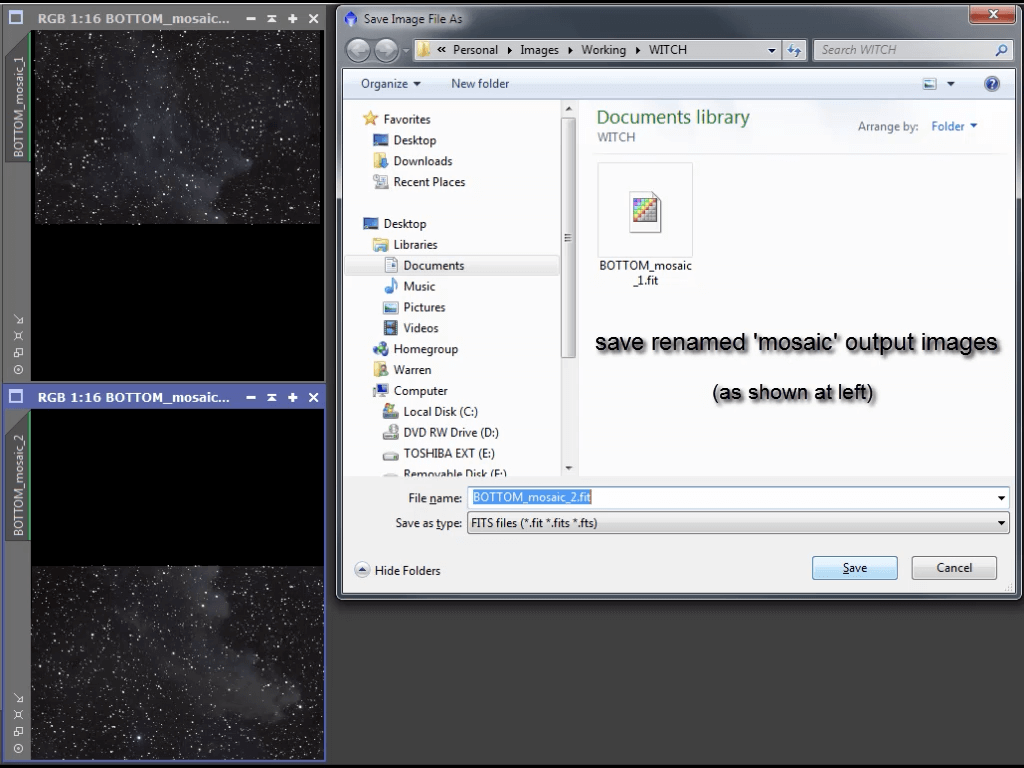 RGB 1:16 BOTTOM_mosaic...
BOTTOM_mosaic_1
RGB 1:16 BOTTOM_mosaic...
BOTTOM_mosaic_2
Save Image File As
« Personal Images Working WITCH
Search WITCH
Organize New folder
Favorites
Desktop
Downloads
Recent Places
Desktop
Libraries
Documents
Music
Pictures
Videos
Homegroup
Warren
Computer
Local Disk (C:)
DVD RW Drive (D:)
TOSHIBA EXT (E:)
Removable Disk (F:)
Documents library
WITCH
Arrange by: Folder
BOTTOM_mosaic
_1.fit
save renamed 'mosaic' output images
(as shown at left)
File name: BOTTOM_mosaic_2.fit
Save as type: FITS files (*.fit *.fits *.fts)
Hide Folders
Save Cancel